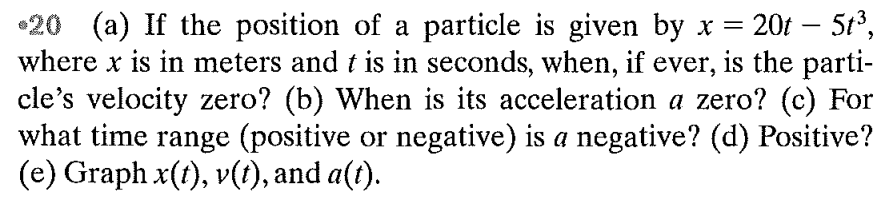 •20 (a) If the position of a particle is given by x = 20t − 5t³,
where x is in meters and t is in seconds, when, if ever, is the parti-
cle's velocity zero? (b) When is its acceleration a zero? (c) For
what time range (positive or negative) is a negative? (d) Positive?
(e) Graph x(t), v(t), and a(t).